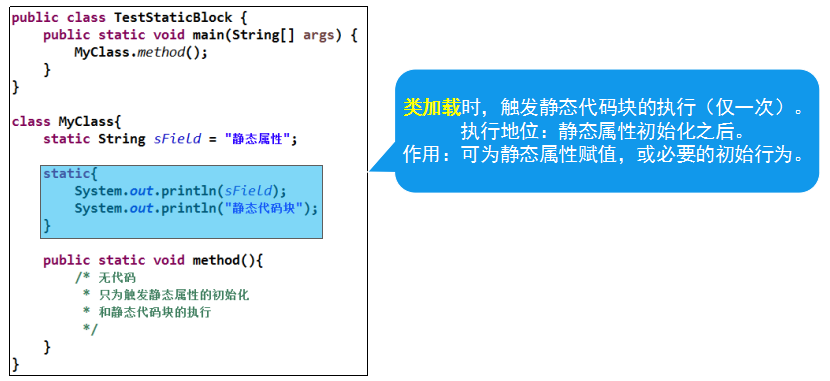 public class TestStaticBlock {
    public static void main(String[] args) {
        MyClass.method();
    }
}
class MyClass{
    static String sField = "静态属性";
    static{
        System.out.println(sField);
        System.out.println("静态代码块");
    }
    public static void method(){
        /* 无代码
         * 只为触发静态属性的初始化
         * 和静态代码块的执行
         */
    }
}
类加载时，触发静态代码块的执行（仅一次）。
执行地位：静态属性初始化之后。
作用：可为静态属性赋值，或必要的初始行为。